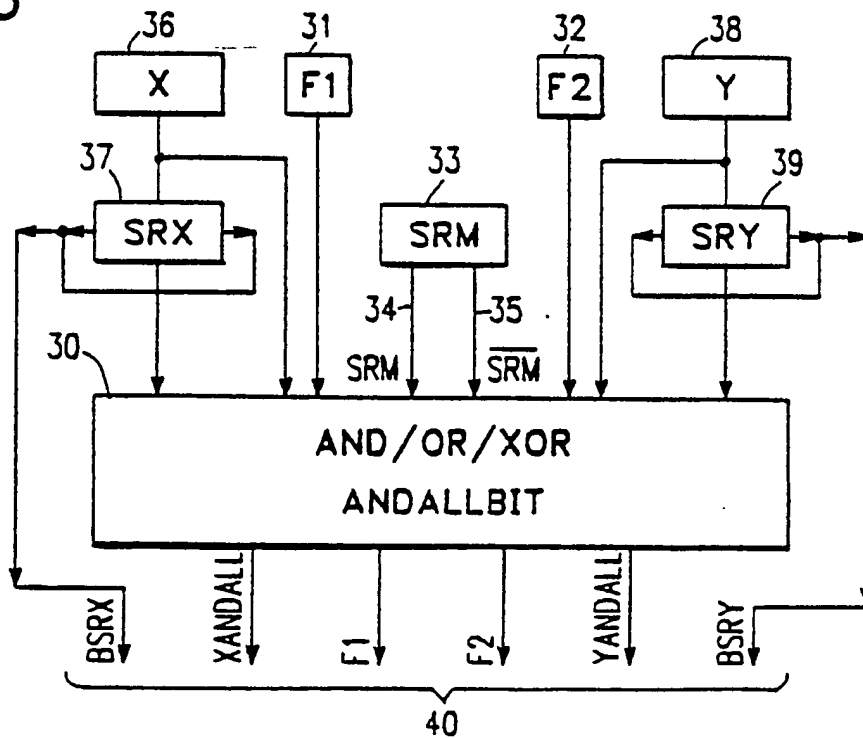 36 31 32 38
X F1 F2 Y
37 33 39
SRX SRM SRY
34 35
30 SRM S̅R̅M̅
AND/OR/XOR
ANDALLBIT
BSRX XANDALL F1 F2 YANDALL BSRY
40